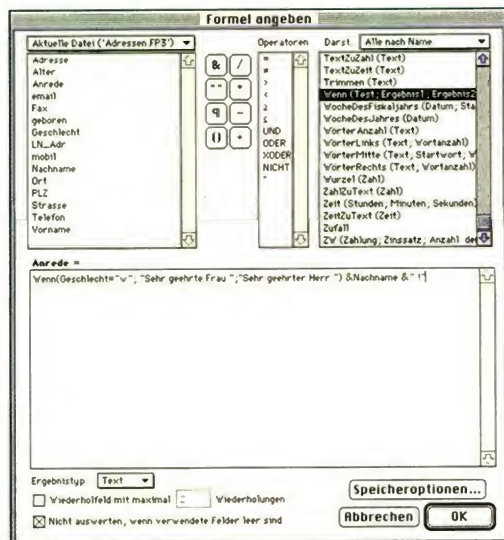 Formel angeben
Aktuelle Datei ('Adressen.FP3')
Adresse
Alter
Anrede
email
Fax
geboren
Geschlecht
LN_Adr
mobil
Nachname
Ort
PLZ
Strasse
Telefon
Vorname
& /
"" *
¶ -
() +
Operatoren
=
≠
>
<
≥
≤
UND
ODER
XODER
NICHT
^
Darst. Alle nach Name
TextZuZahl (Text)
TextZuZeit (Text)
Trimmen (Text)
Wenn (Test; Ergebnis1; Ergebnis2
WocheDesFiskaljahrs (Datum; Sta
WocheDesJahres (Datum)
WörterAnzahl (Text)
WörterLinks (Text; Wortanzahl)
WörterMitte (Text; Startwort; W
WörterRechts (Text; Wortanzahl)
Wurzel (Zahl)
ZahlZuText (Zahl)
Zeit (Stunden; Minuten; Sekunden)
ZeitZuText (Zeit)
Zufall
ZW (Zahlung; Zinssatz; Anzahl der
Anrede =
Wenn(Geschlecht="w"; "Sehr geehrte Frau ";"Sehr geehrter Herr ") &Nachname &" !"
Ergebnistyp Text
Wiederholfeld mit maximal 2 Wiederholungen
Nicht auswerten, wenn verwendete Felder leer sind
Speicheroptionen...
Abbrechen OK